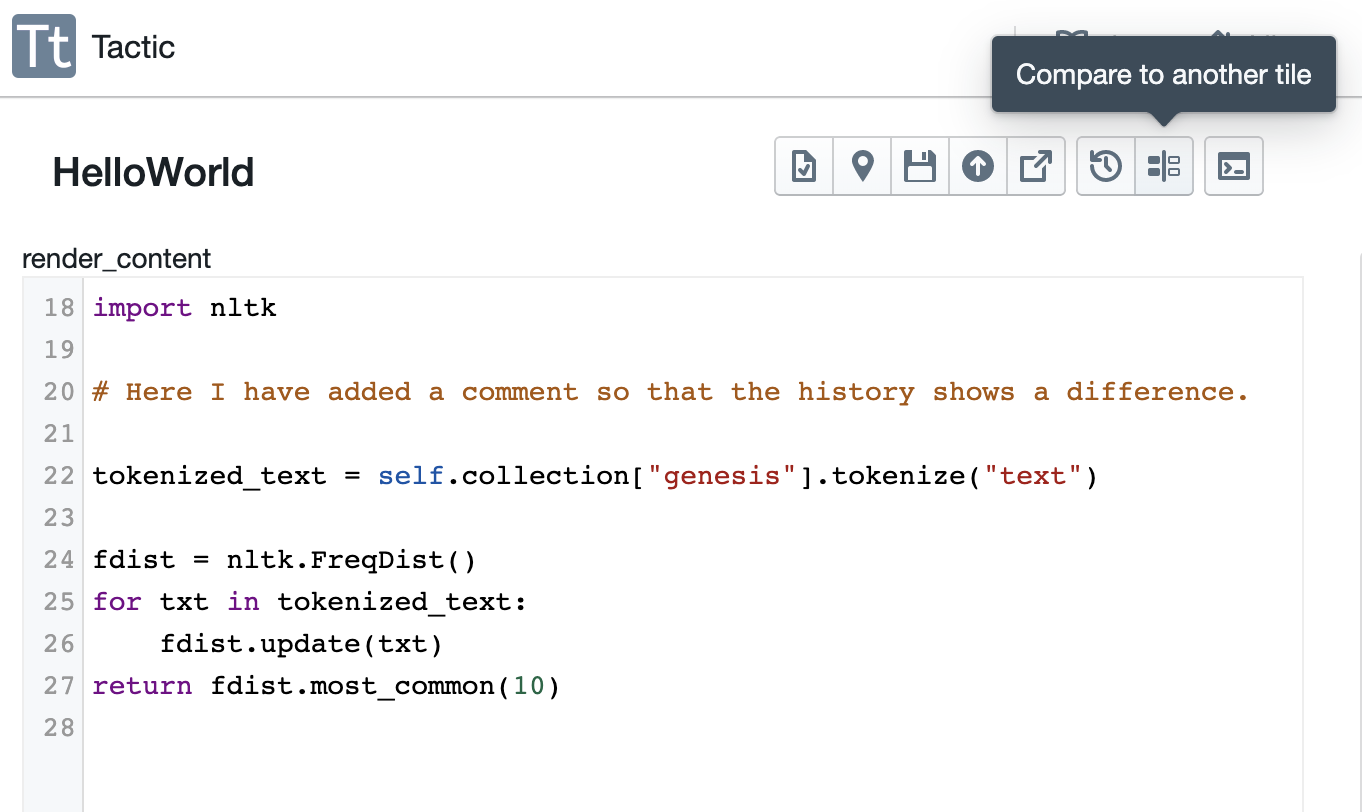 Tt Tactic
Compare to another tile
HelloWorld
render_content
18 import nltk
19
20 # Here I have added a comment so that the history shows a difference.
21
22 tokenized_text = self.collection["genesis"].tokenize("text")
23
24 fdist = nltk.FreqDist()
25 for txt in tokenized_text:
26     fdist.update(txt)
27 return fdist.most_common(10)
28